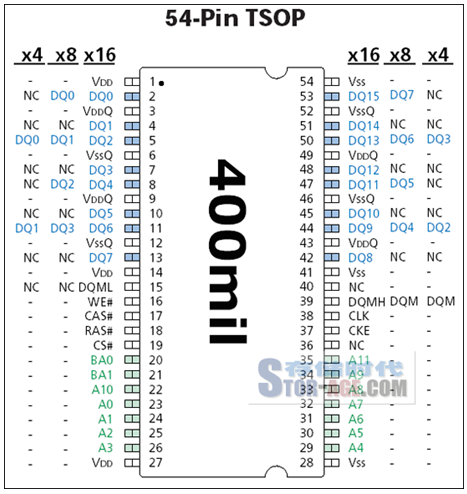 54-Pin TSOP
x4 x8 x16 x16 x8 x4
- - VDD 1 54 Vss - -
NC DQ0 DQ0 2 53 DQ15 DQ7 NC
- - VDDQ 3 52 VssQ - -
NC NC DQ1 4 51 DQ14 NC NC
DQ0 DQ1 DQ2 5 50 DQ13 DQ6 DQ3
- - VssQ 6 49 VDDQ - -
NC NC DQ3 7 48 DQ12 NC NC
NC DQ2 DQ4 8 47 DQ11 DQ5 NC
- - VDDQ 9 46 VssQ - -
NC NC DQ5 10 45 DQ10 NC NC
DQ1 DQ3 DQ6 11 44 DQ9 DQ4 DQ2
- - VssQ 12 43 VDDQ - -
NC NC DQ7 13 42 DQ8 NC NC
- - VDD 14 41 Vss - -
NC NC DQML 15 40 NC - -
- - WE# 16 39 DQMH DQM DQM
- - CAS# 17 38 CLK - -
- - RAS# 18 37 CKE - -
- - CS# 19 36 NC - -
- - BA0 20 35 A11 - -
- - BA1 21 34 A9 - -
- - A10 22 33 A8 - -
- - A0 23 32 A7 - -
- - A1 24 31 A6 - -
- - A2 25 30 A5 - -
- - A3 26 29 A4 - -
- - VDD 27 28 Vss - -
400mil
存储时代
STOR-AGE.COM